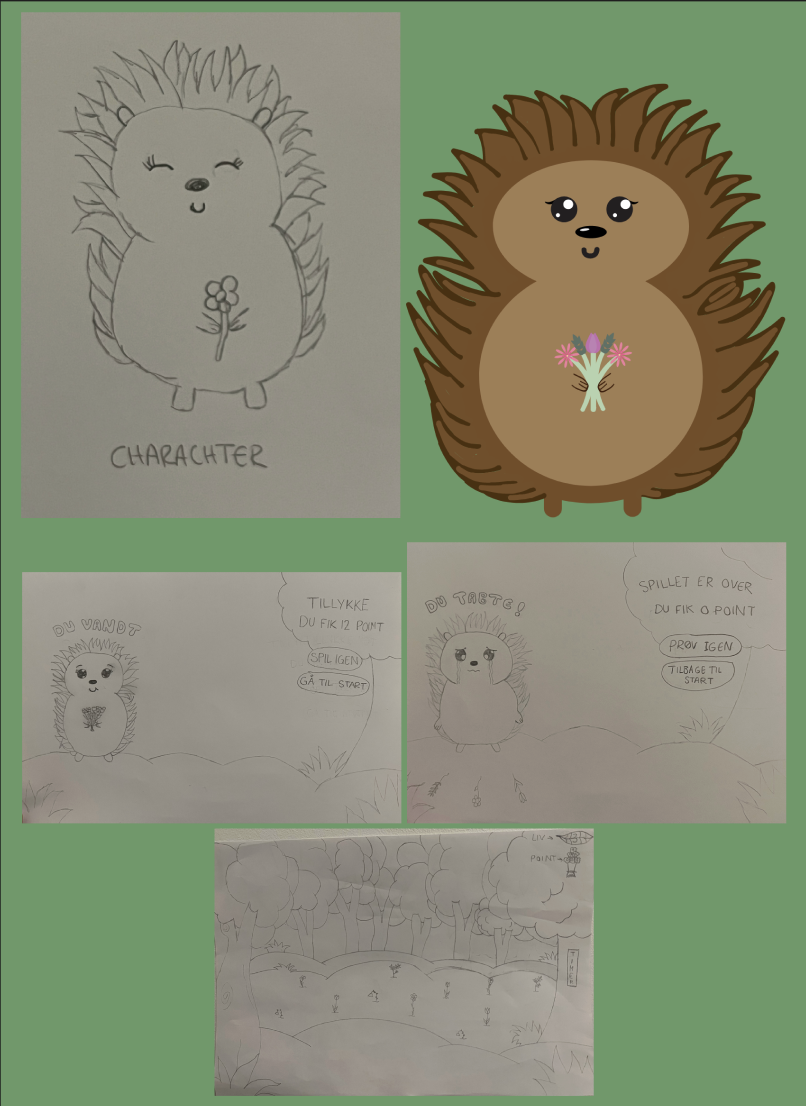 CHARACHTER
DU VANDT
TILLYKKE
DU FIK 12 POINT
SPIL IGEN
GÅ TIL START
DU TABTE!
SPILLET ER OVER
DU FIK 0 POINT
PRØV IGEN
TILBAGE TIL
START
LIV
POINT
TIMER